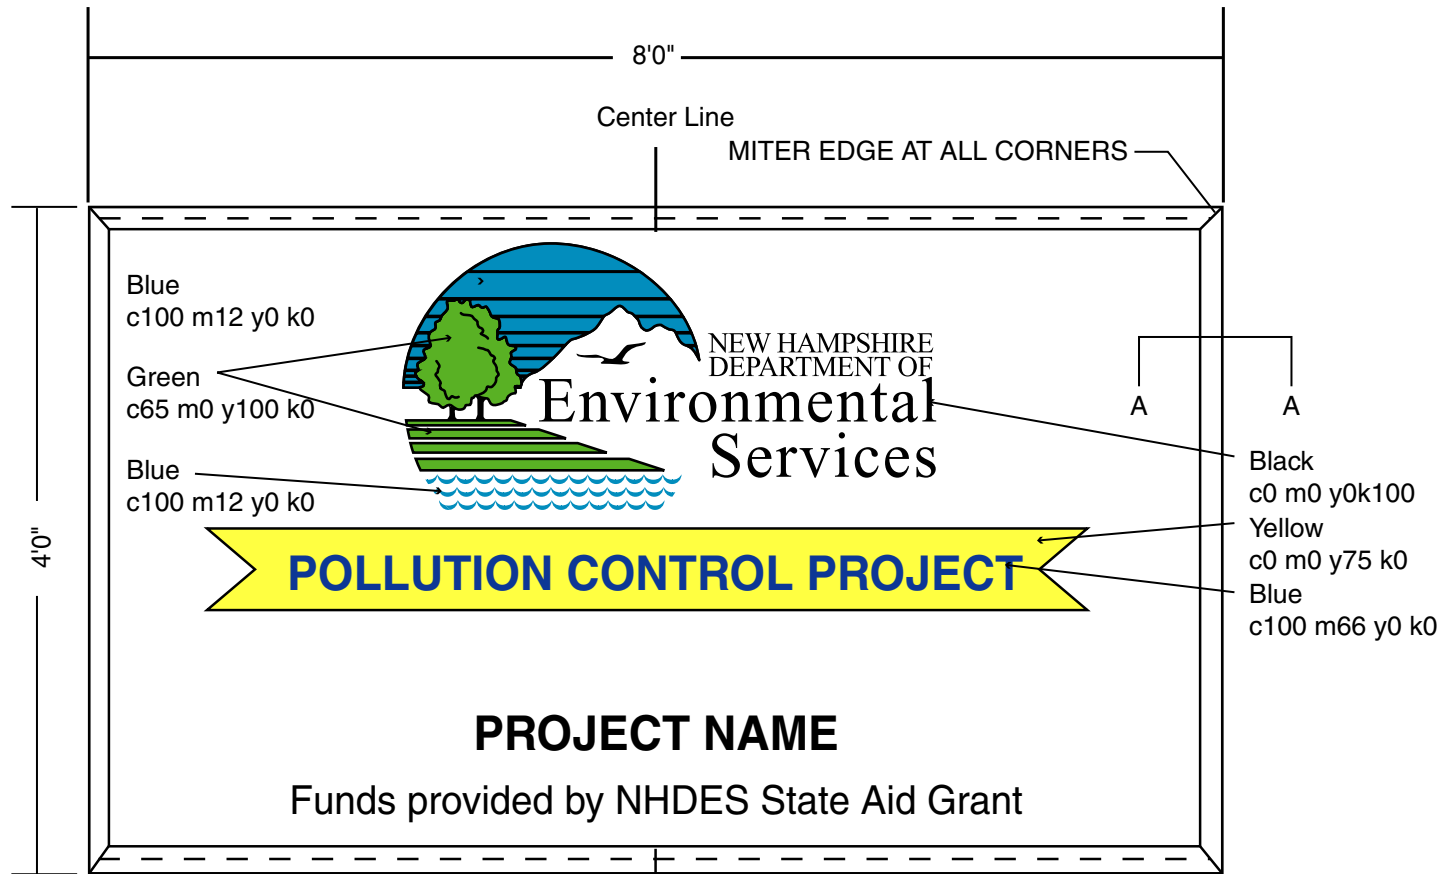 8'0"
Center Line
MITER EDGE AT ALL CORNERS
Blue
c100 m12 y0 k0
Green
c65 m0 y100 k0
Blue
c100 m12 y0 k0
4'0"
NEW HAMPSHIRE
DEPARTMENT OF
Environmental
Services
A A
Black
c0 m0 y0k100
Yellow
c0 m0 y75 k0
Blue
c100 m66 y0 k0
POLLUTION CONTROL PROJECT
PROJECT NAME
Funds provided by NHDES State Aid Grant